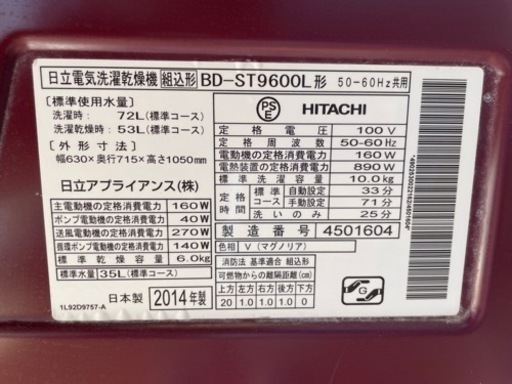 日立電気洗濯乾燥機 組込形 BD-ST9600L形 50-60Hz共用
〔標準使用水量〕
洗濯時： 72L(標準コース)
洗濯乾燥時： 53L(標準コース)
〔外形寸法〕
幅630×奥行715×高さ1050mm
日立アプライアンス(株)
主電動機の定格消費電力 160W
ポンプ電動機の定格消費電力 40W
送風電動機の定格消費電力 270W
循環ポンプ電動機の定格消費電力 140W
標準乾燥容量 6.0kg
標準水量 35L(標準コース)
日本製 2014年製
1L92D9757-A
PSE HITACHI
定格電圧 100V
定格周波数 50-60Hz
電動機の定格消費電力 160W
電熱装置の定格消費電力 890W
標準洗濯容量 10.0kg
定格時間 標準コース 自動設定 33分
手動設定 71分
洗いのみ 25分
製造番号 4501604
色相 V (マグノリア)
消防法 基準適合 組込形
可燃物からの離隔距離(cm)
上方 左方 右方 前方 後方 下方
20 1.0 1.0 0 1.0 0
G